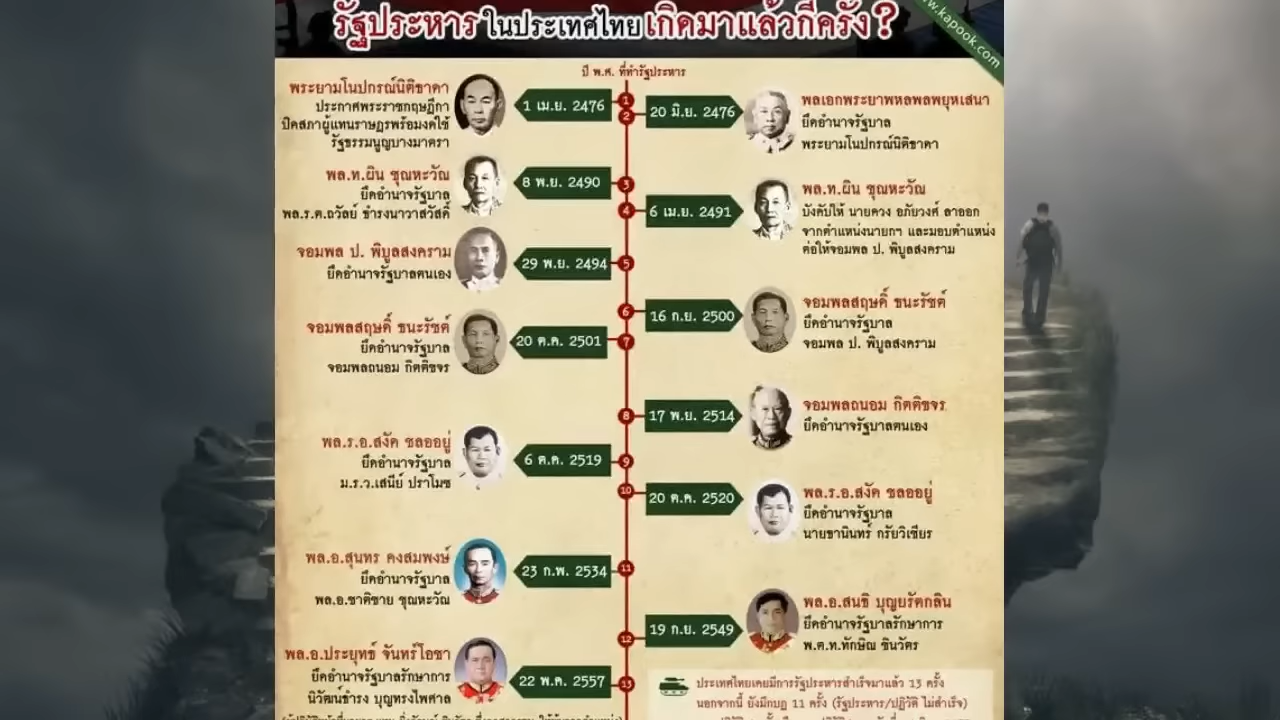 รัฐประหารในประเทศไทยเกิดมาแล้วกี่ครั้ง?
www.kapook.com
ปี พ.ศ. ที่ทำรัฐประหาร
พระยามโนปกรณ์นิติธาดา
ประกาศพระราชกฤษฎีกา
ปิดสภาผู้แทนราษฎรพร้อมงดใช้
รัฐธรรมนูญบางมาตรา
1 เม.ย. 2476
1
2
20 มิ.ย. 2476
พลเอกพระยาพหลพลพยุหเสนา
ยึดอำนาจรัฐบาล
พระยามโนปกรณ์นิติธาดา
พล.ท.ผิน ชุณหะวัณ
ยึดอำนาจรัฐบาล
พล.ร.ต.ถวัลย์ ธำรงนาวาสวัสดิ์
8 พ.ย. 2490
3
4
6 เม.ย. 2491
พล.ท.ผิน ชุณหะวัณ
บังคับให้ นายควง อภัยวงศ์ ลาออก
จากตำแหน่งนายกฯ และมอบตำแหน่ง
ต่อให้จอมพล ป. พิบูลสงคราม
จอมพล ป. พิบูลสงคราม
ยึดอำนาจรัฐบาลตนเอง
29 พ.ย. 2494
5
6
16 ก.ย. 2500
จอมพลสฤษดิ์ ธนะรัชต์
ยึดอำนาจรัฐบาล
จอมพล ป. พิบูลสงคราม
จอมพลสฤษดิ์ ธนะรัชต์
ยึดอำนาจรัฐบาล
จอมพลถนอม กิตติขจร
20 ต.ค. 2501
7
8
17 พ.ย. 2514
จอมพลถนอม กิตติขจร
ยึดอำนาจรัฐบาลตนเอง
พล.ร.อ.สงัด ชลออยู่
ยึดอำนาจรัฐบาล
ม.ร.ว.เสนีย์ ปราโมช
6 ต.ค. 2519
9
10
20 ต.ค. 2520
พล.ร.อ.สงัด ชลออยู่
ยึดอำนาจรัฐบาล
นายธานินทร์ กรัยวิเชียร
พล.อ.สุนทร คงสมพงษ์
ยึดอำนาจรัฐบาล
พล.อ.ชาติชาย ชุณหะวัณ
23 ก.พ. 2534
11
12
19 ก.ย. 2549
พล.อ.สนธิ บุญยรัตกลิน
ยึดอำนาจรัฐบาลรักษาการ
พ.ต.ท.ทักษิณ ชินวัตร
พล.อ.ประยุทธ์ จันทร์โอชา
ยึดอำนาจรัฐบาลรักษาการ
นิวัฒน์ธำรง บุญทรงไพศาล
22 พ.ค. 2557
13
ประเทศไทยเคยมีการรัฐประหารสำเร็จมาแล้ว 13 ครั้ง
นอกจากนี้ ยังมีกบฏ 11 ครั้ง (รัฐประหาร/ปฏิวัติ ไม่สำเร็จ)